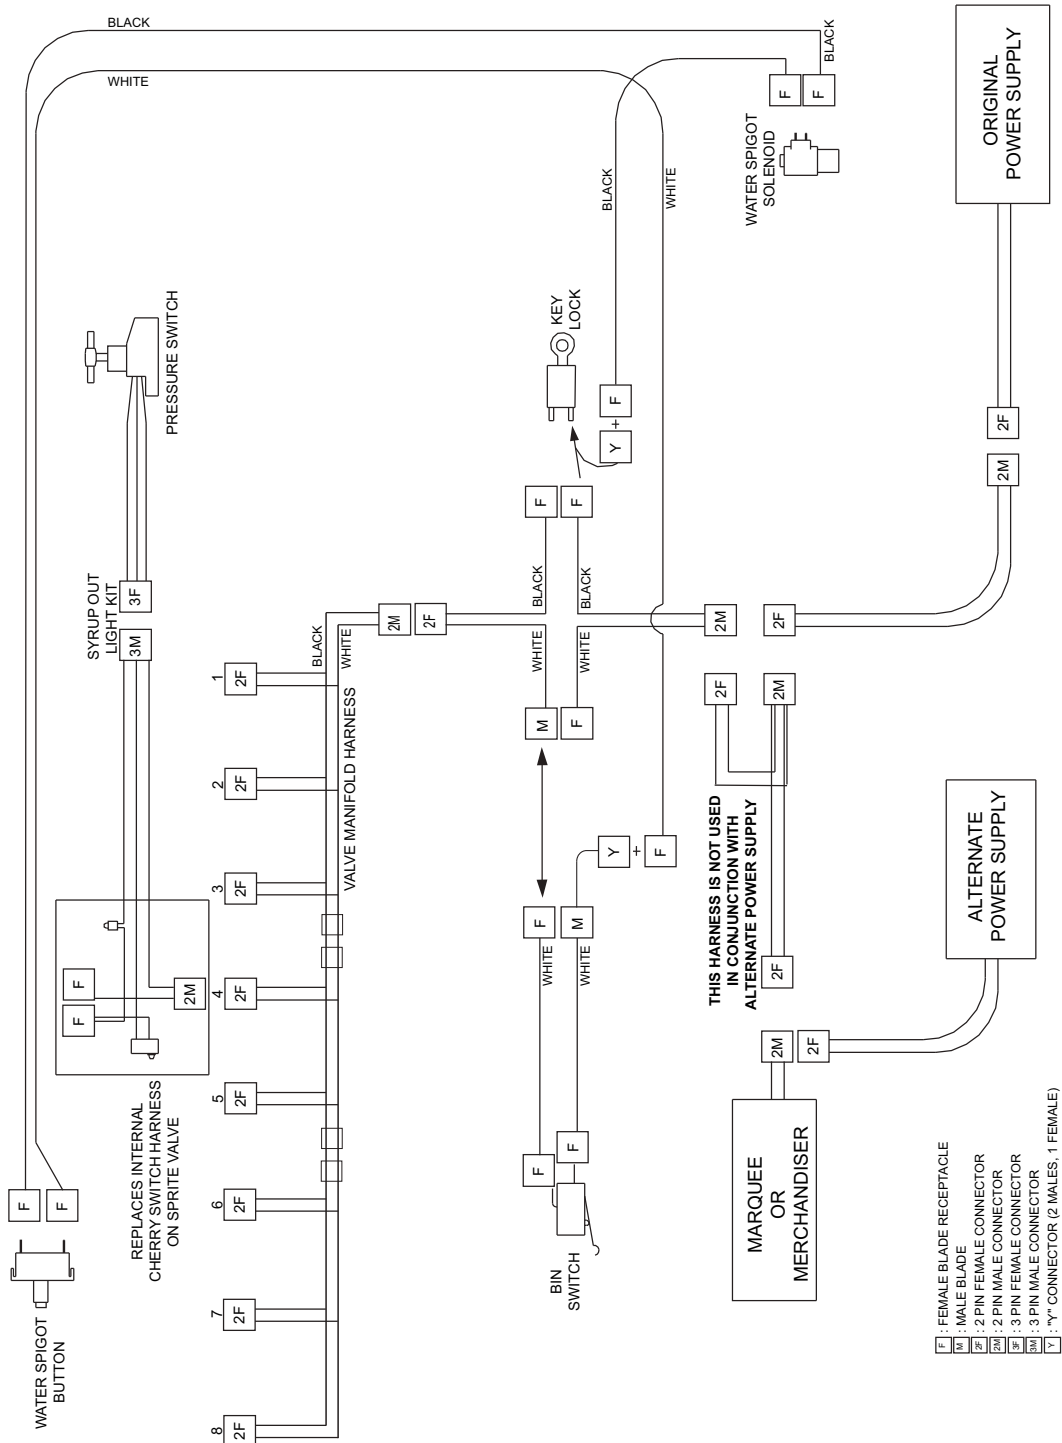 WATER SPIGOT
BUTTON
F
F
BLACK
WHITE
REPLACES INTERNAL
CHERRY SWITCH HARNESS
ON SPRITE VALVE
F
F
2M
SYRUP OUT
LIGHT KIT
3M
3F
PRESSURE SWITCH
8
2F
7
2F
6
2F
5
2F
4
2F
3
2F
2
2F
1
2F
BLACK
WHITE
VALVE MANIFOLD HARNESS
2M
2F
BIN
SWITCH
F
F
WHITE
WHITE
F
M
Y
+
F
M
F
WHITE
WHITE
BLACK
BLACK
F
F
Y
+
F
KEY
LOCK
BLACK
WHITE
WATER SPIGOT
SOLENOID
F
F
BLACK
MARQUEE
OR
MERCHANDISER
2M
2F
THIS HARNESS IS NOT USED
IN CONJUNCTION WITH
ALTERNATE POWER SUPPLY
2F
2F
2M
2M
2F
2M
2F
ALTERNATE
POWER SUPPLY
ORIGINAL
POWER SUPPLY
F : FEMALE BLADE RECEPTACLE
M : MALE BLADE
2F : 2 PIN FEMALE CONNECTOR
2M : 2 PIN MALE CONNECTOR
3F : 3 PIN FEMALE CONNECTOR
3M : 3 PIN MALE CONNECTOR
Y : "Y" CONNECTOR (2 MALES, 1 FEMALE)